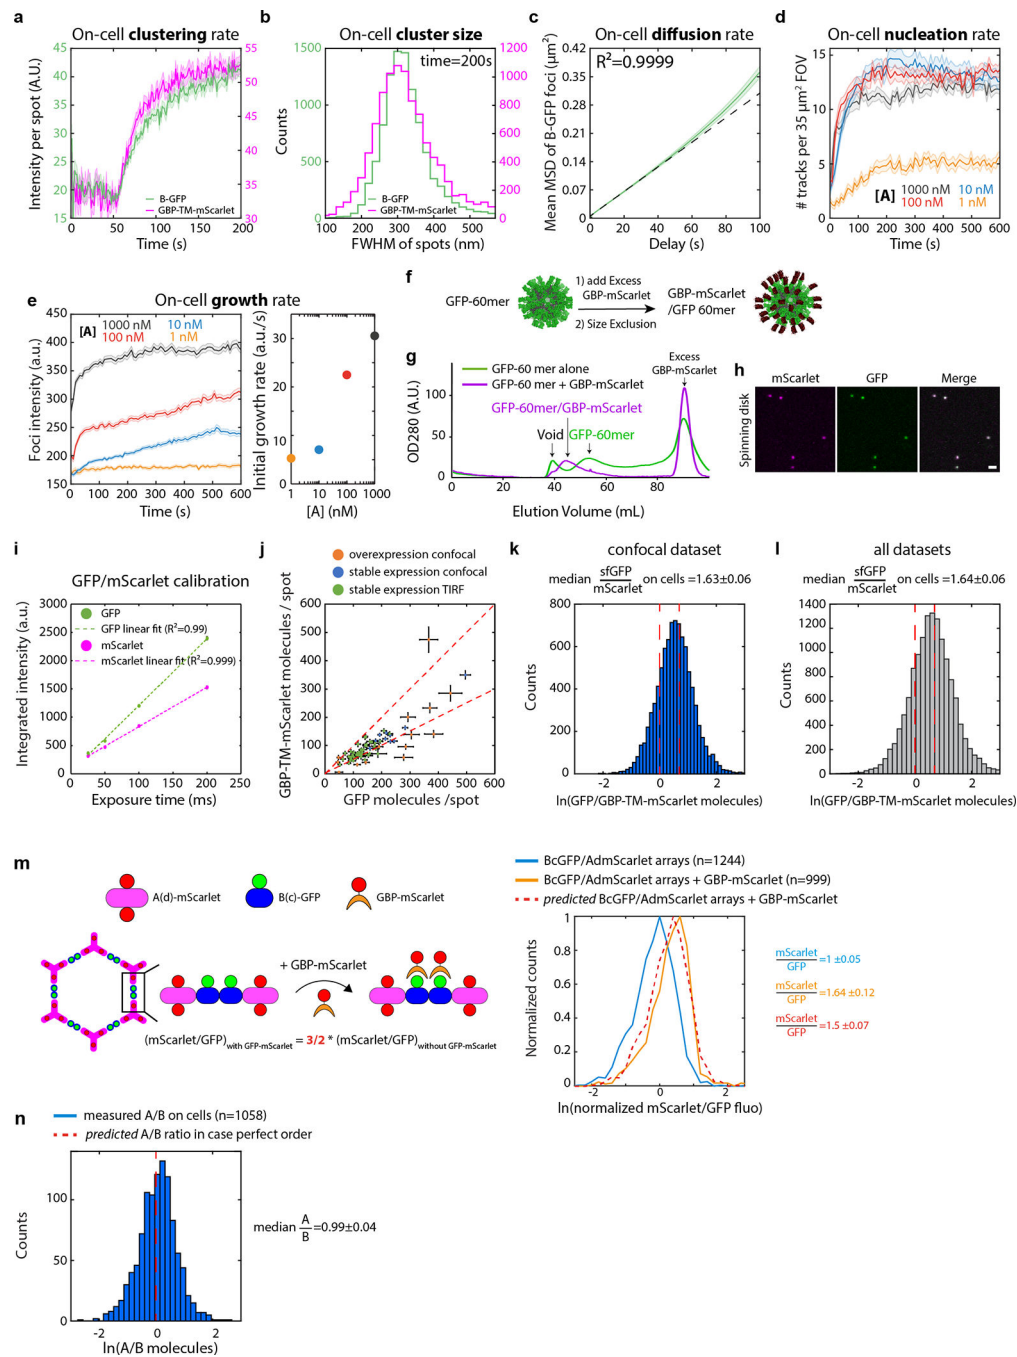 a
On-cell clustering rate
Intensity per spot (A.U.)
45
40
35
30
25
20
15
55
50
45
40
35
30
B-GFP
GBP-TM-mScarlet
0 50 100 150 200
Time (s)
b
On-cell cluster size
time=200s
Counts
1500
1000
500
0
1200
1000
800
600
400
200
0
B-GFP
GBP-TM-mScarlet
100 200 300 400 500
FWHM of spots (nm)
c
On-cell diffusion rate
R²=0.9999
Mean MSD of B-GFP foci (µm²)
0.42
0.35
0.28
0.21
0.14
0.07
0
0 20 40 60 80 100
Delay (s)
d
On-cell nucleation rate
# tracks per 35 µm² FOV
15
10
5
0
[A] 1000 nM 10 nM
100 nM 1 nM
0 100 200 300 400 500 600
Time (s)
e
On-cell growth rate
Foci intensity (a.u.)
450
400
350
300
250
200
150
[A] 1000 nM 10 nM
100 nM 1 nM
0 100 200 300 400 500 600
Time (s)
Initial growth rate (a.u./s)
30
20
10
0
1 10 100 1000
[A] (nM)
f
GFP-60mer
1) add Excess
GBP-mScarlet
2) Size Exclusion
GBP-mScarlet
/GFP 60mer
g
GFP-60 mer alone
GFP-60 mer + GBP-mScarlet
Excess
GBP-mScarlet
GFP-60mer/GBP-mScarlet
Void GFP-60mer
OD280 (A.U.)
100
50
0
0 20 40 60 80
Elution Volume (mL)
h
mScarlet GFP Merge
Spinning disk
i
GFP/mScarlet calibration
Integrated intensity (a.u.)
3000
2500
2000
1500
1000
500
0
GFP
GFP linear fit (R²=0.99)
mScarlet
mScarlet linear fit (R²=0.999)
0 50 100 150 200 250
Exposure time (ms)
j
overexpression confocal
stable expression confocal
stable expression TIRF
GBP-TM-mScarlet molecules / spot
600
500
400
300
200
100
0
0 100 200 300 400 500 600
GFP molecules /spot
k
confocal dataset
median sfGFP/mScarlet on cells =1.63±0.06
Counts
800
600
400
200
0
-2 0 2
ln(GFP/GBP-TM-mScarlet molecules)
l
all datasets
median sfGFP/mScarlet on cells =1.64±0.06
Counts
1400
1200
1000
800
600
400
200
0
-2 0 2
ln(GFP/GBP-TM-mScarlet molecules)
m
A(d)-mScarlet
B(c)-GFP
GBP-mScarlet
+ GBP-mScarlet
(mScarlet/GFP)with GFP-mScarlet = 3/2 * (mScarlet/GFP)without GFP-mScarlet
BcGFP/AdmScarlet arrays (n=1244)
BcGFP/AdmScarlet arrays + GBP-mScarlet (n=999)
predicted BcGFP/AdmScarlet arrays + GBP-mScarlet
Normalized counts
1
0.8
0.6
0.4
0.2
0
-2 0 2
ln(normalized mScarlet/GFP fluo)
mScarlet/GFP =1 ±0.05
mScarlet/GFP =1.64 ±0.12
mScarlet/GFP =1.5 ±0.07
n
measured A/B on cells (n=1058)
predicted A/B ratio in case perfect order
Counts
100
50
0
-2 0 2
ln(A/B molecules)
median A/B =0.99±0.04